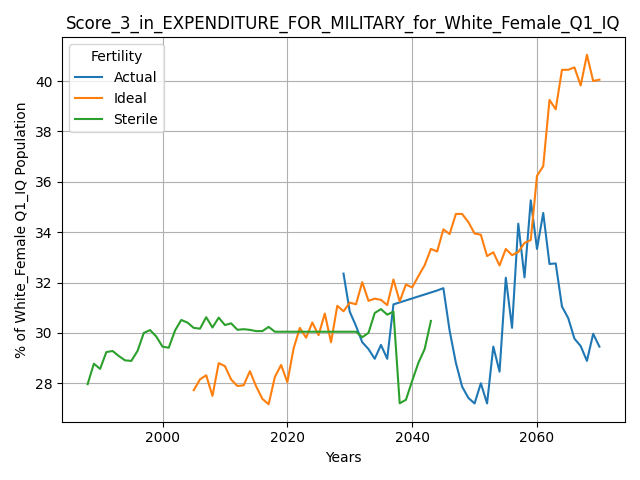 Score_3_in_EXPENDITURE_FOR_MILITARY_for_White_Female_Q1_IQ
Fertility
Actual
Ideal
Sterile
% of White_Female Q1_IQ Population
40
38
36
34
32
30
28
2000
2020
2040
2060
Years